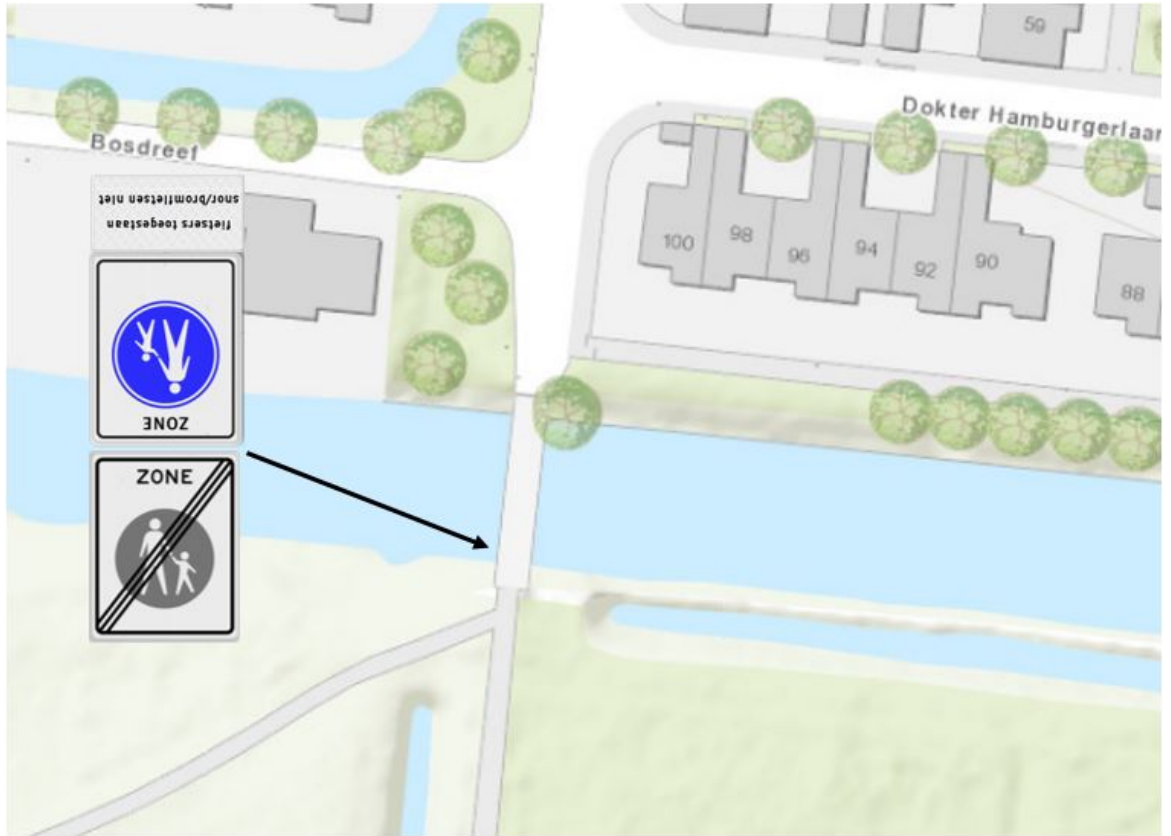 59
Dokter Hamburgerlaan
Bosdreef
100
98
96
94
92
90
88
ZONE
fietsers toegestaan
snor/bromfietsen niet
ZONE